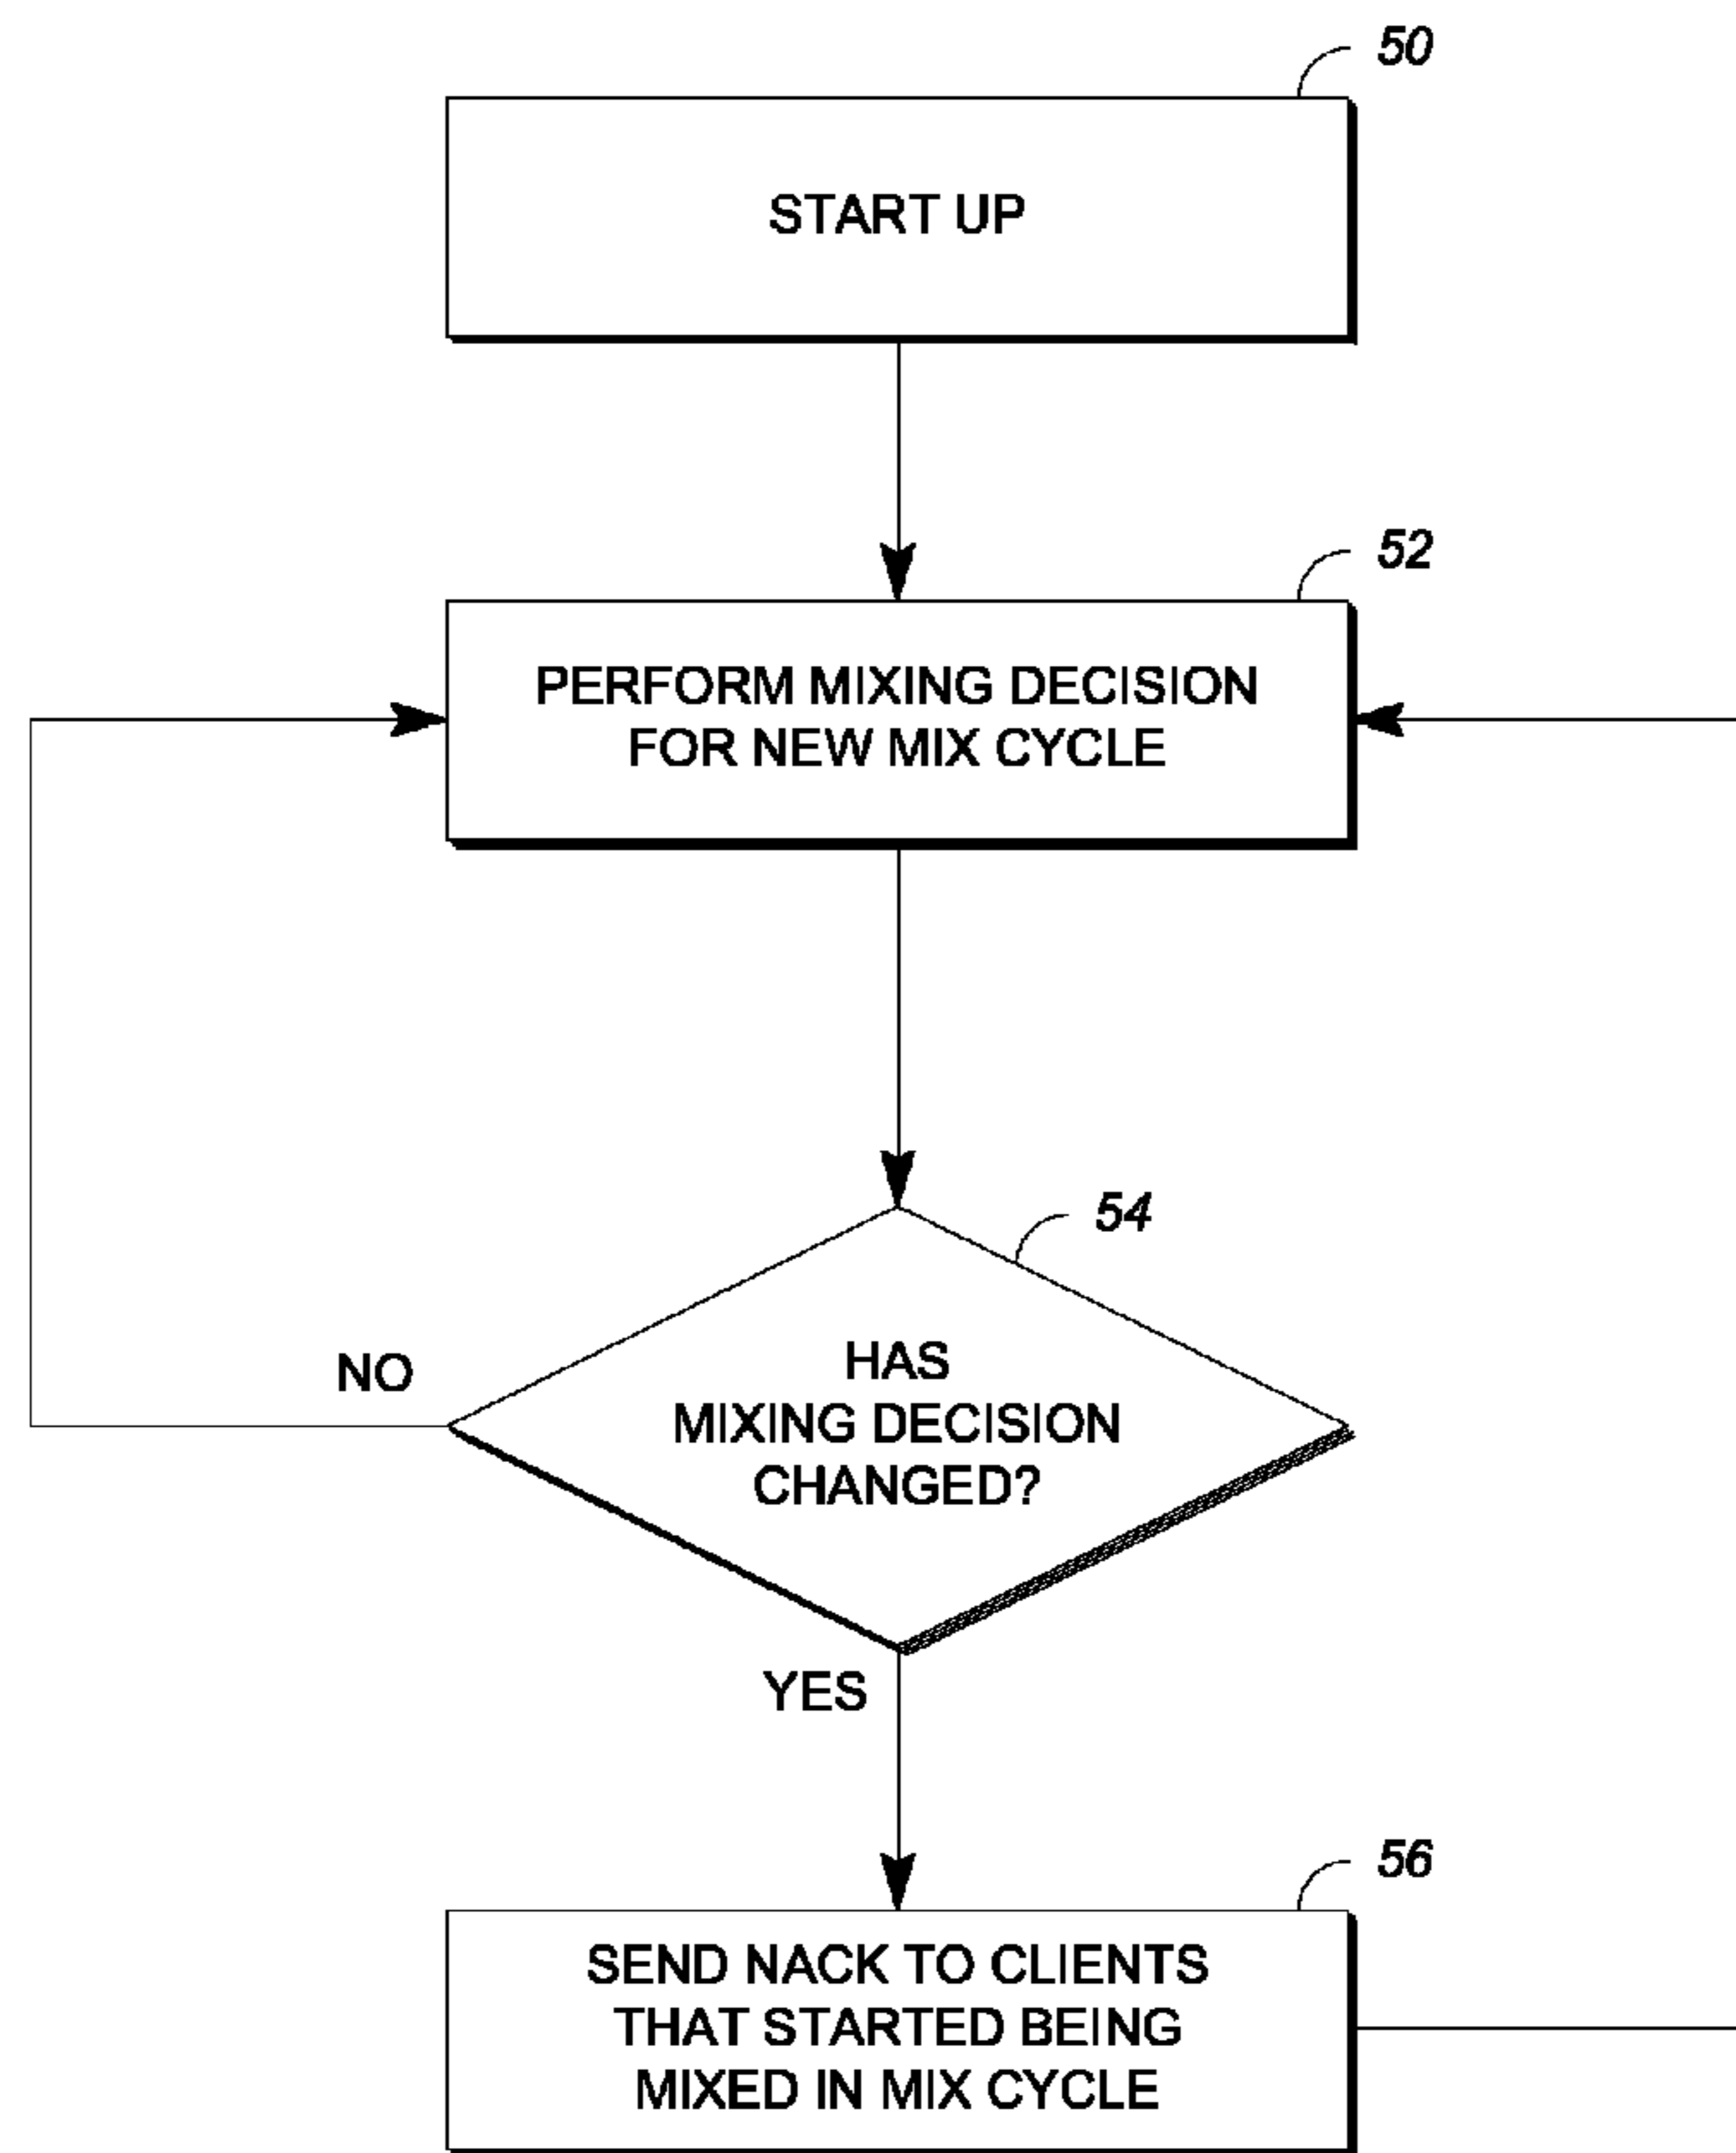 50
START UP
52
PERFORM MIXING DECISION
FOR NEW MIX CYCLE
54
HAS
MIXING DECISION
CHANGED?
NO
YES
56
SEND NACK TO CLIENTS
THAT STARTED BEING
MIXED IN MIX CYCLE